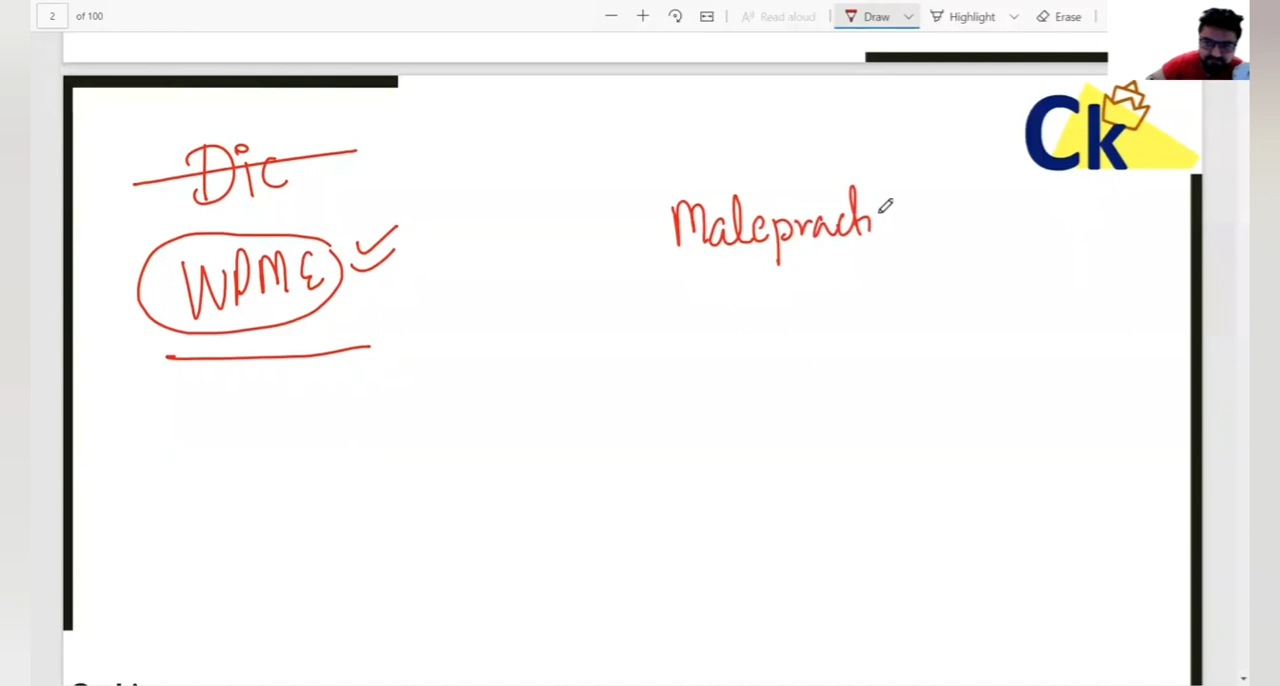 2 of 100
Read aloud
Draw
Highlight
Erase
Ck
Dic
WPME
Malepracti